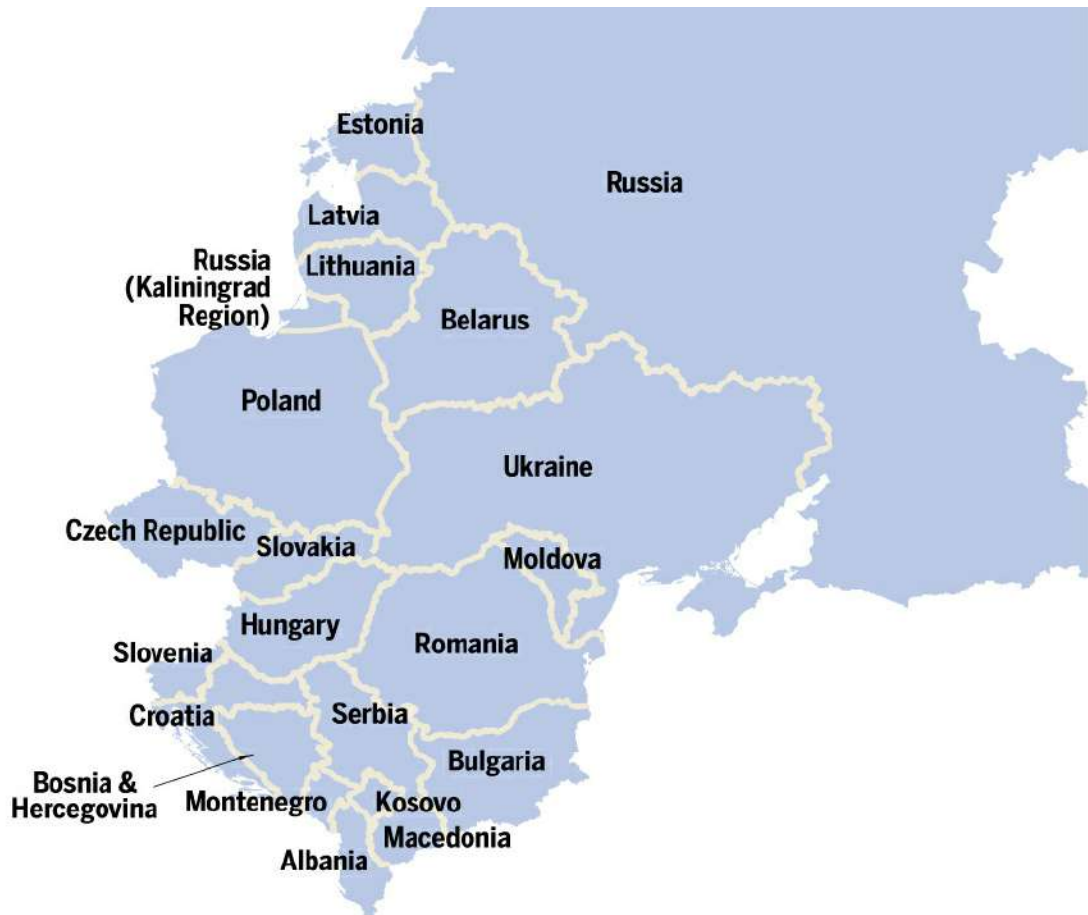 Estonia
Russia
Latvia
Lithuania
Russia
(Kaliningrad
Region)
Belarus
Poland
Ukraine
Czech Republic
Slovakia
Moldova
Hungary
Romania
Slovenia
Croatia
Serbia
Bulgaria
Bosnia &
Hercegovina
Montenegro
Kosovo
Macedonia
Albania